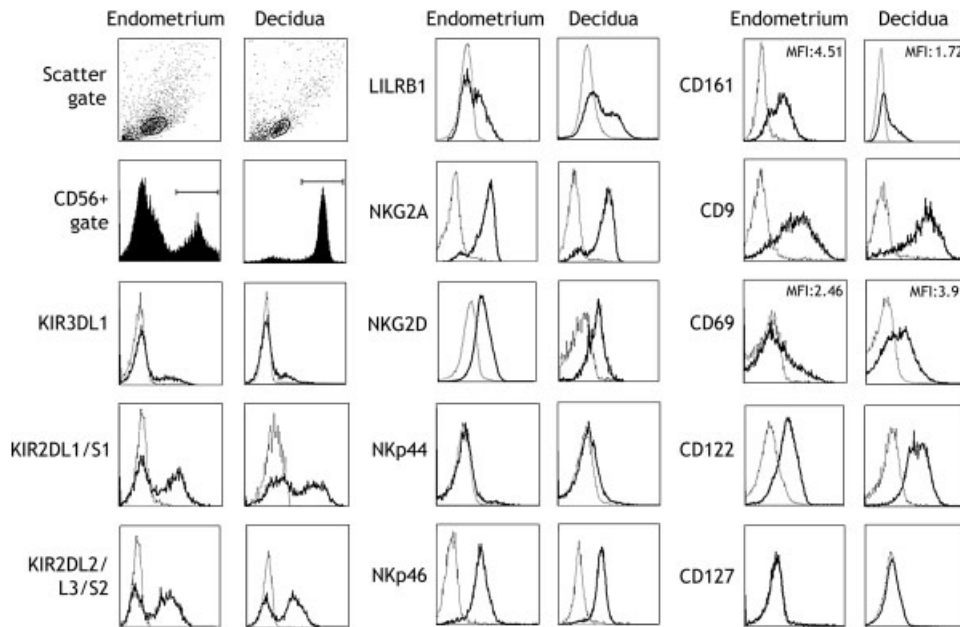 Endometrium Decidua Endometrium Decidua Endometrium Decidua
Scatter
gate
CD56+
gate
KIR3DL1
KIR2DL1/S1
KIR2DL2/
L3/S2
LILRB1
NKG2A
NKG2D
NKp44
NKp46
CD161
MFI:4.51
MFI:1.72
CD9
CD69
MFI:2.46
MFI:3.9
CD122
CD127